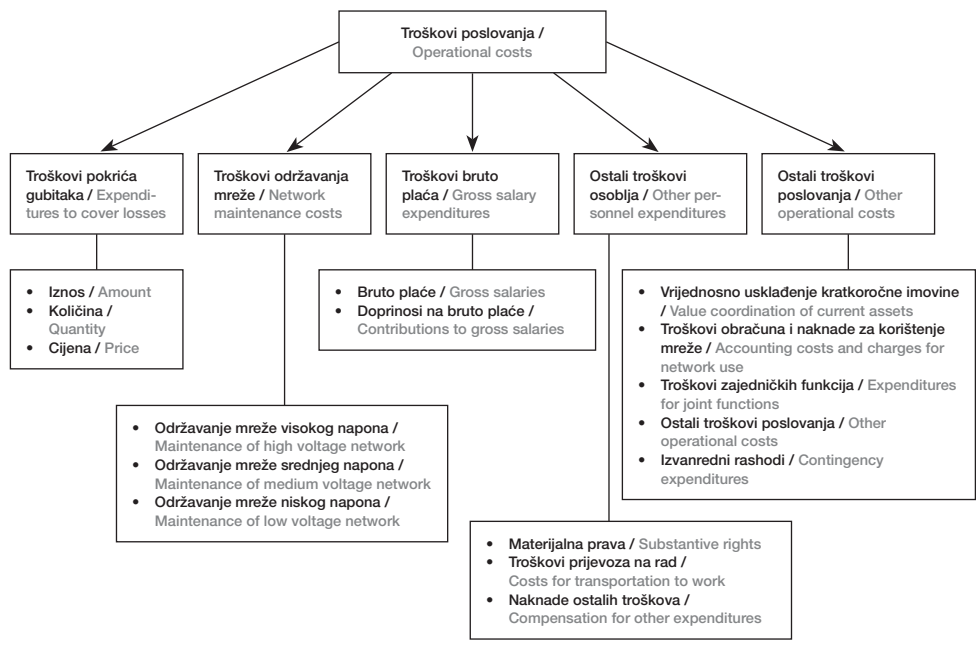 Troškovi poslovanja /
Operational costs
Troškovi pokrića
gubitaka / Expendi-
tures to cover losses
Troškovi održavanja
mreže / Network
maintenance costs
Troškovi bruto
plaća / Gross salary
expenditures
Ostali troškovi
osoblja / Other per-
sonnel expenditures
Ostali troškovi
poslovanja / Other
operational costs
• Iznos / Amount
• Količina /
Quantity
• Cijena / Price
• Bruto plaće / Gross salaries
• Doprinosi na bruto plaće /
Contributions to gross salaries
• Vrijednosno usklađenje kratkoročne imovine
/ Value coordination of current assets
• Troškovi obračuna i naknade za korištenje
mreže / Accounting costs and charges for
network use
• Troškovi zajedničkih funkcija / Expenditures
for joint functions
• Ostali troškovi poslovanja / Other
operational costs
• Izvanredni rashodi / Contingency
expenditures
• Održavanje mreže visokog napona /
Maintenance of high voltage network
• Održavanje mreže srednjeg napona /
Maintenance of medium voltage network
• Održavanje mreže niskog napona /
Maintenance of low voltage network
• Materijalna prava / Substantive rights
• Troškovi prijevoza na rad /
Costs for transportation to work
• Naknade ostalih troškova /
Compensation for other expenditures